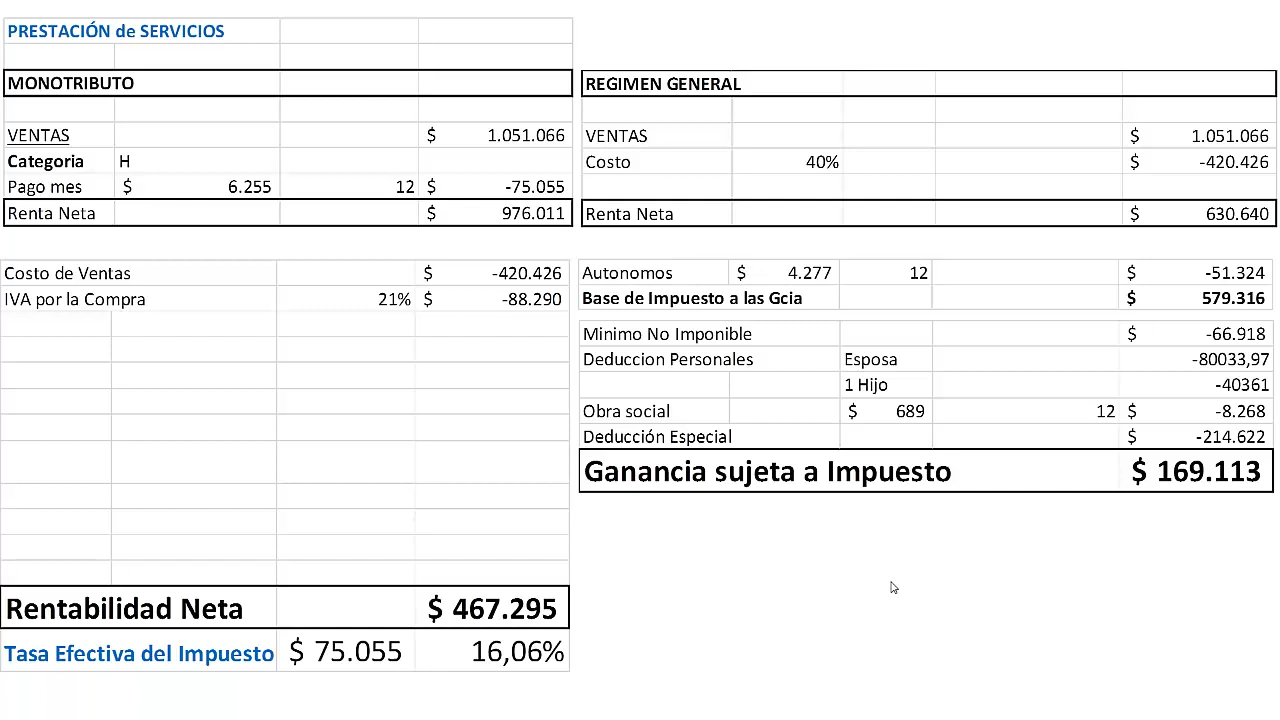 PRESTACIÓN de SERVICIOS
MONOTRIBUTO
VENTAS $ 1.051.066
Categoria H
Pago mes $ 6.255 12 $ -75.055
Renta Neta $ 976.011
Costo de Ventas $ -420.426
IVA por la Compra 21% $ -88.290
Rentabilidad Neta $ 467.295
Tasa Efectiva del Impuesto $ 75.055 16,06%
REGIMEN GENERAL
VENTAS $ 1.051.066
Costo 40% $ -420.426
Renta Neta $ 630.640
Autonomos $ 4.277 12 $ -51.324
Base de Impuesto a las Gcia $ 579.316
Minimo No Imponible $ -66.918
Deduccion Personales Esposa -80033,97
1 Hijo -40361
Obra social $ 689 12 $ -8.268
Deducción Especial $ -214.622
Ganancia sujeta a Impuesto $ 169.113